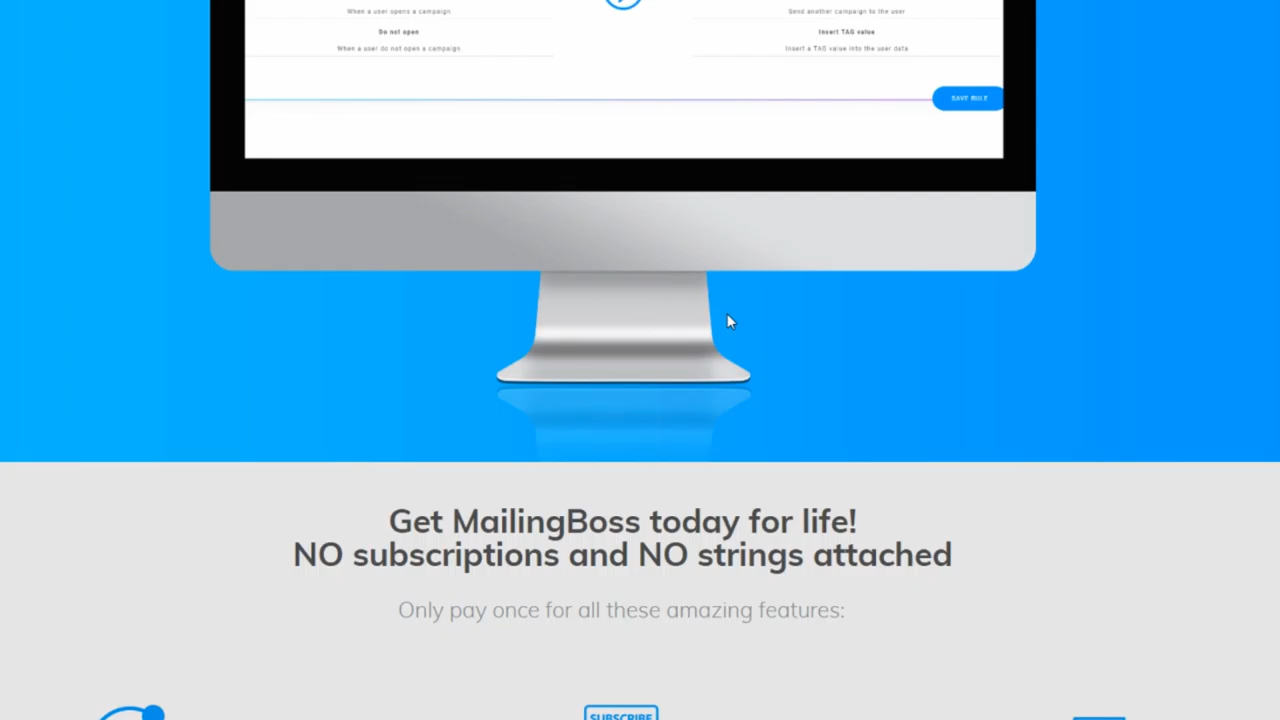 When a user opens a campaign
Send another campaign to the user
Do not open
Insert TAG value
When a user do not open a campaign
Insert a TAG value into the user data
SAVE RULE
Get MailingBoss today for life!
NO subscriptions and NO strings attached
Only pay once for all these amazing features:
SUBSCRIBE